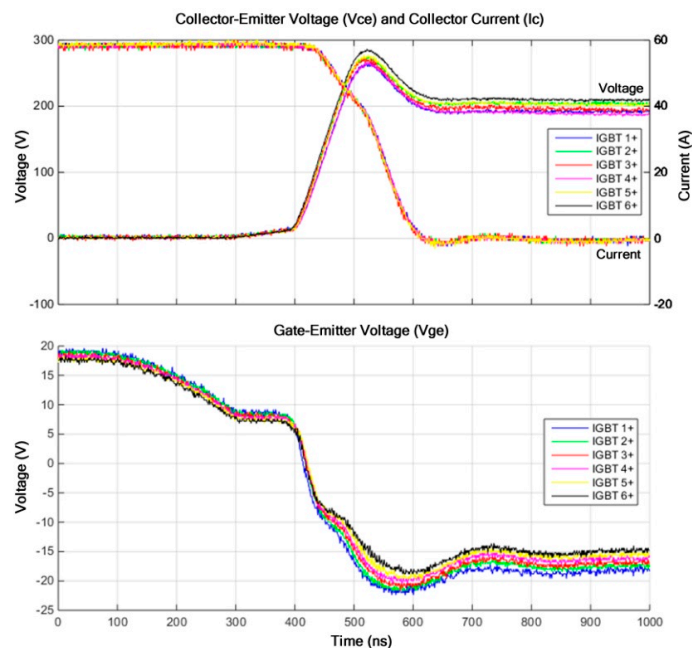 Collector-Emitter Voltage (Vce) and Collector Current (Ic)
300
200
100
0
-100
Voltage (V)
60
40
20
0
-20
Current (A)
Voltage
IGBT 1+
IGBT 2+
IGBT 3+
IGBT 4+
IGBT 5+
IGBT 6+
Current
Gate-Emitter Voltage (Vge)
20
15
10
5
0
-5
-10
-15
-20
-25
Voltage (V)
IGBT 1+
IGBT 2+
IGBT 3+
IGBT 4+
IGBT 5+
IGBT 6+
0 100 200 300 400 500 600 700 800 900 1000
Time (ns)